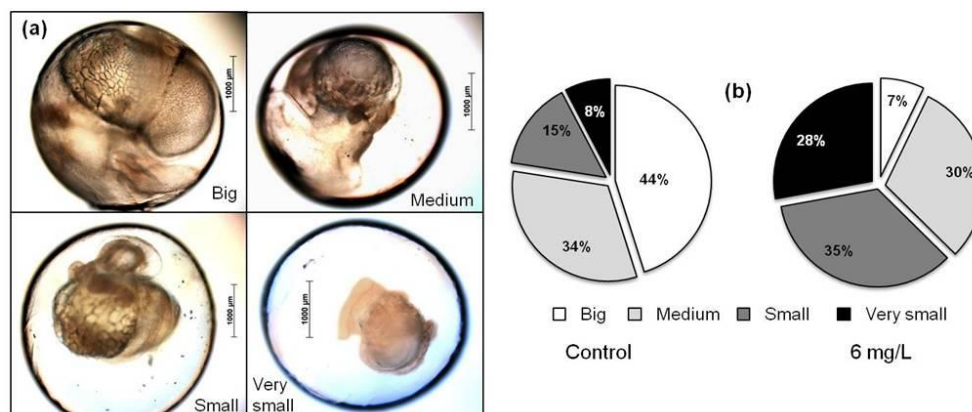 (a)
1000 µm
Big
1000 µm
Medium
1000 µm
Small
1000 µm
Very
small
(b)
8%
15%
44%
34%
7%
28%
30%
35%
Big Medium Small Very small
Control 6 mg/L